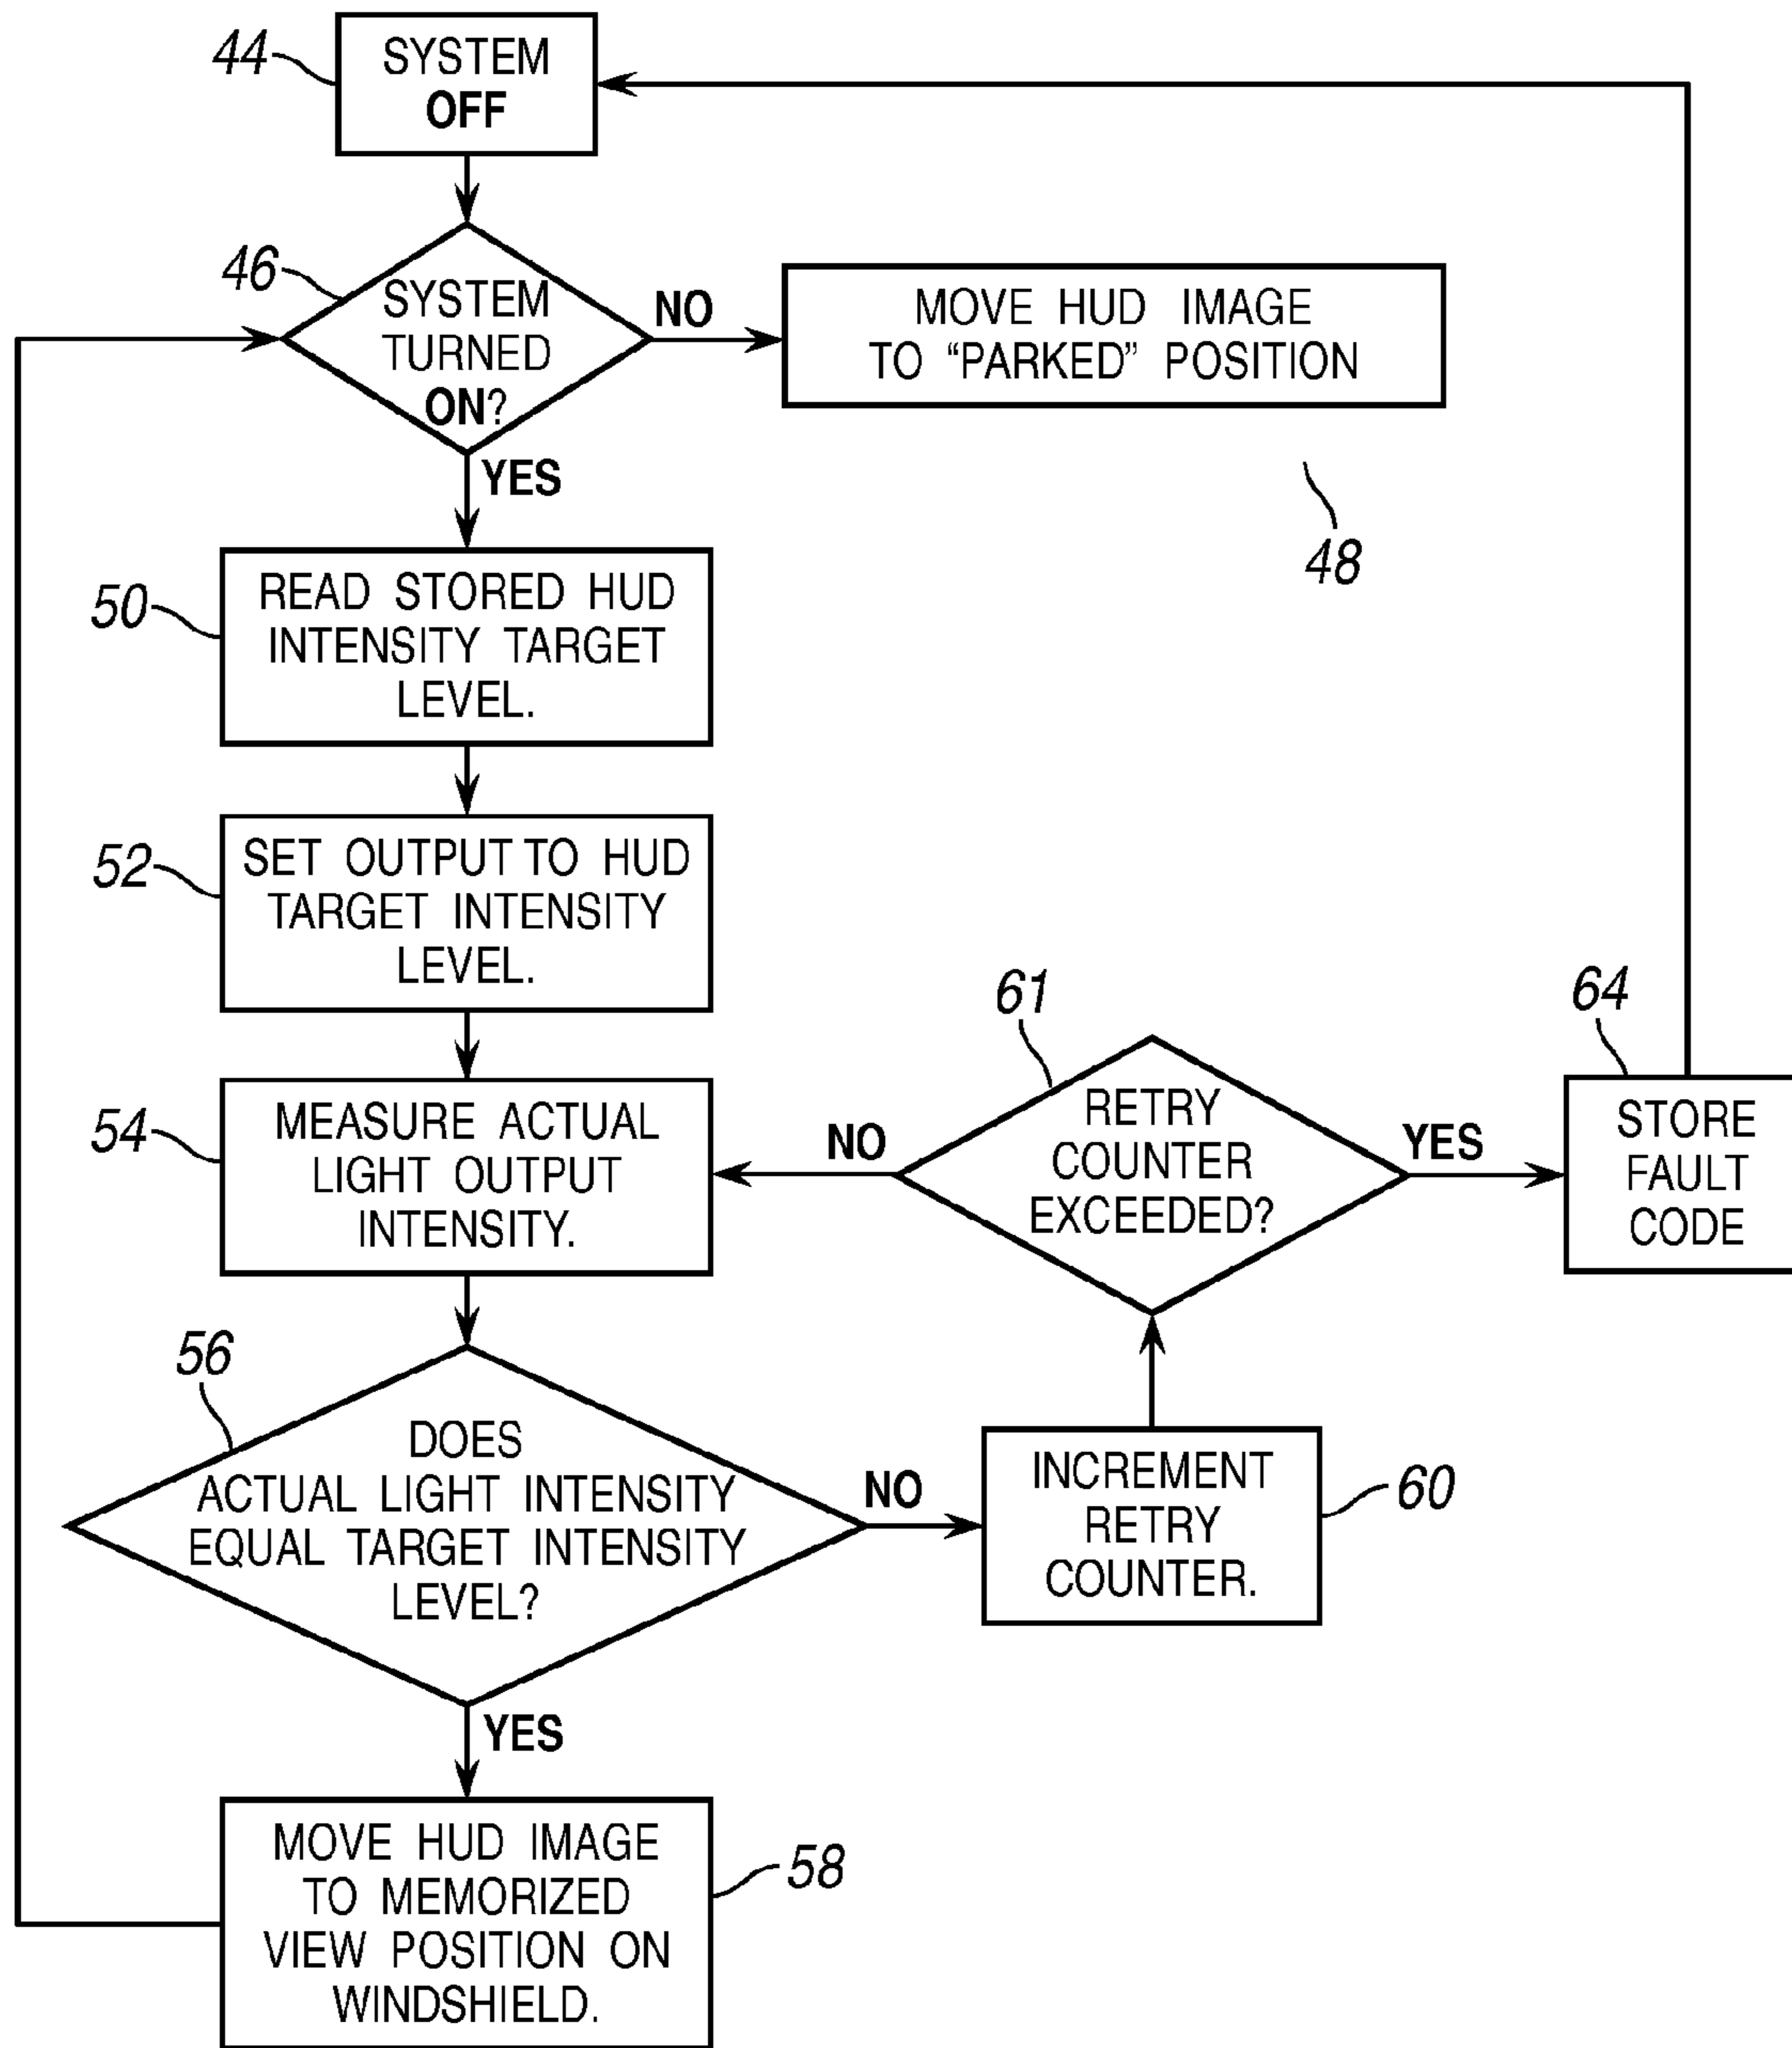 44
SYSTEM
OFF
46
SYSTEM
TURNED
ON?
NO
MOVE HUD IMAGE
TO “PARKED” POSITION
48
YES
50
READ STORED HUD
INTENSITY TARGET
LEVEL.
52
SET OUTPUT TO HUD
TARGET INTENSITY
LEVEL.
54
MEASURE ACTUAL
LIGHT OUTPUT
INTENSITY.
61
RETRY
COUNTER
EXCEEDED?
NO
YES
64
STORE
FAULT
CODE
56
DOES
ACTUAL LIGHT INTENSITY
EQUAL TARGET INTENSITY
LEVEL?
NO
INCREMENT
RETRY
COUNTER.
60
YES
MOVE HUD IMAGE
TO MEMORIZED
VIEW POSITION ON
WINDSHIELD.
58